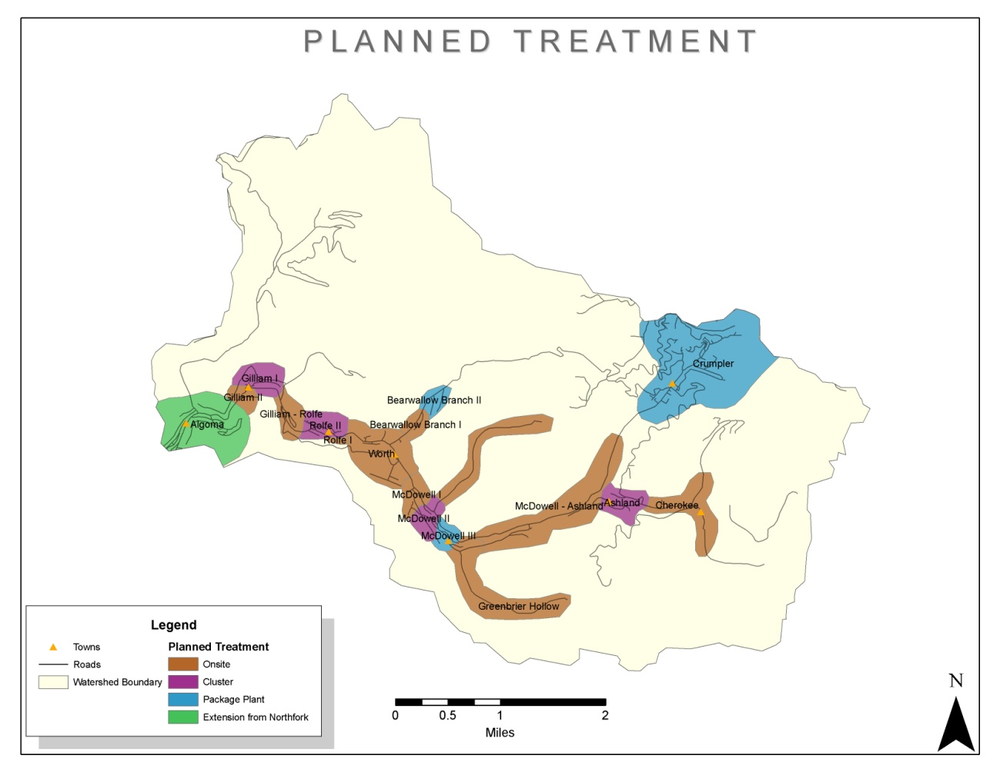 PLANNED TREATMENT
Crumpler
Gilliam I
Gilliam II
Bearwallow Branch II
Gilliam - Rolfe
Algoma
Rolfe II
Bearwallow Branch I
Rolfe I
Worth
McDowell I
McDowell - Ashland
Ashland
Cherokee
McDowell II
McDowell III
Greenbrier Hollow
Legend
Towns
Roads
Watershed Boundary
Planned Treatment
Onsite
Cluster
Package Plant
Extension from Northfork
0 0.5 1 2
Miles
N